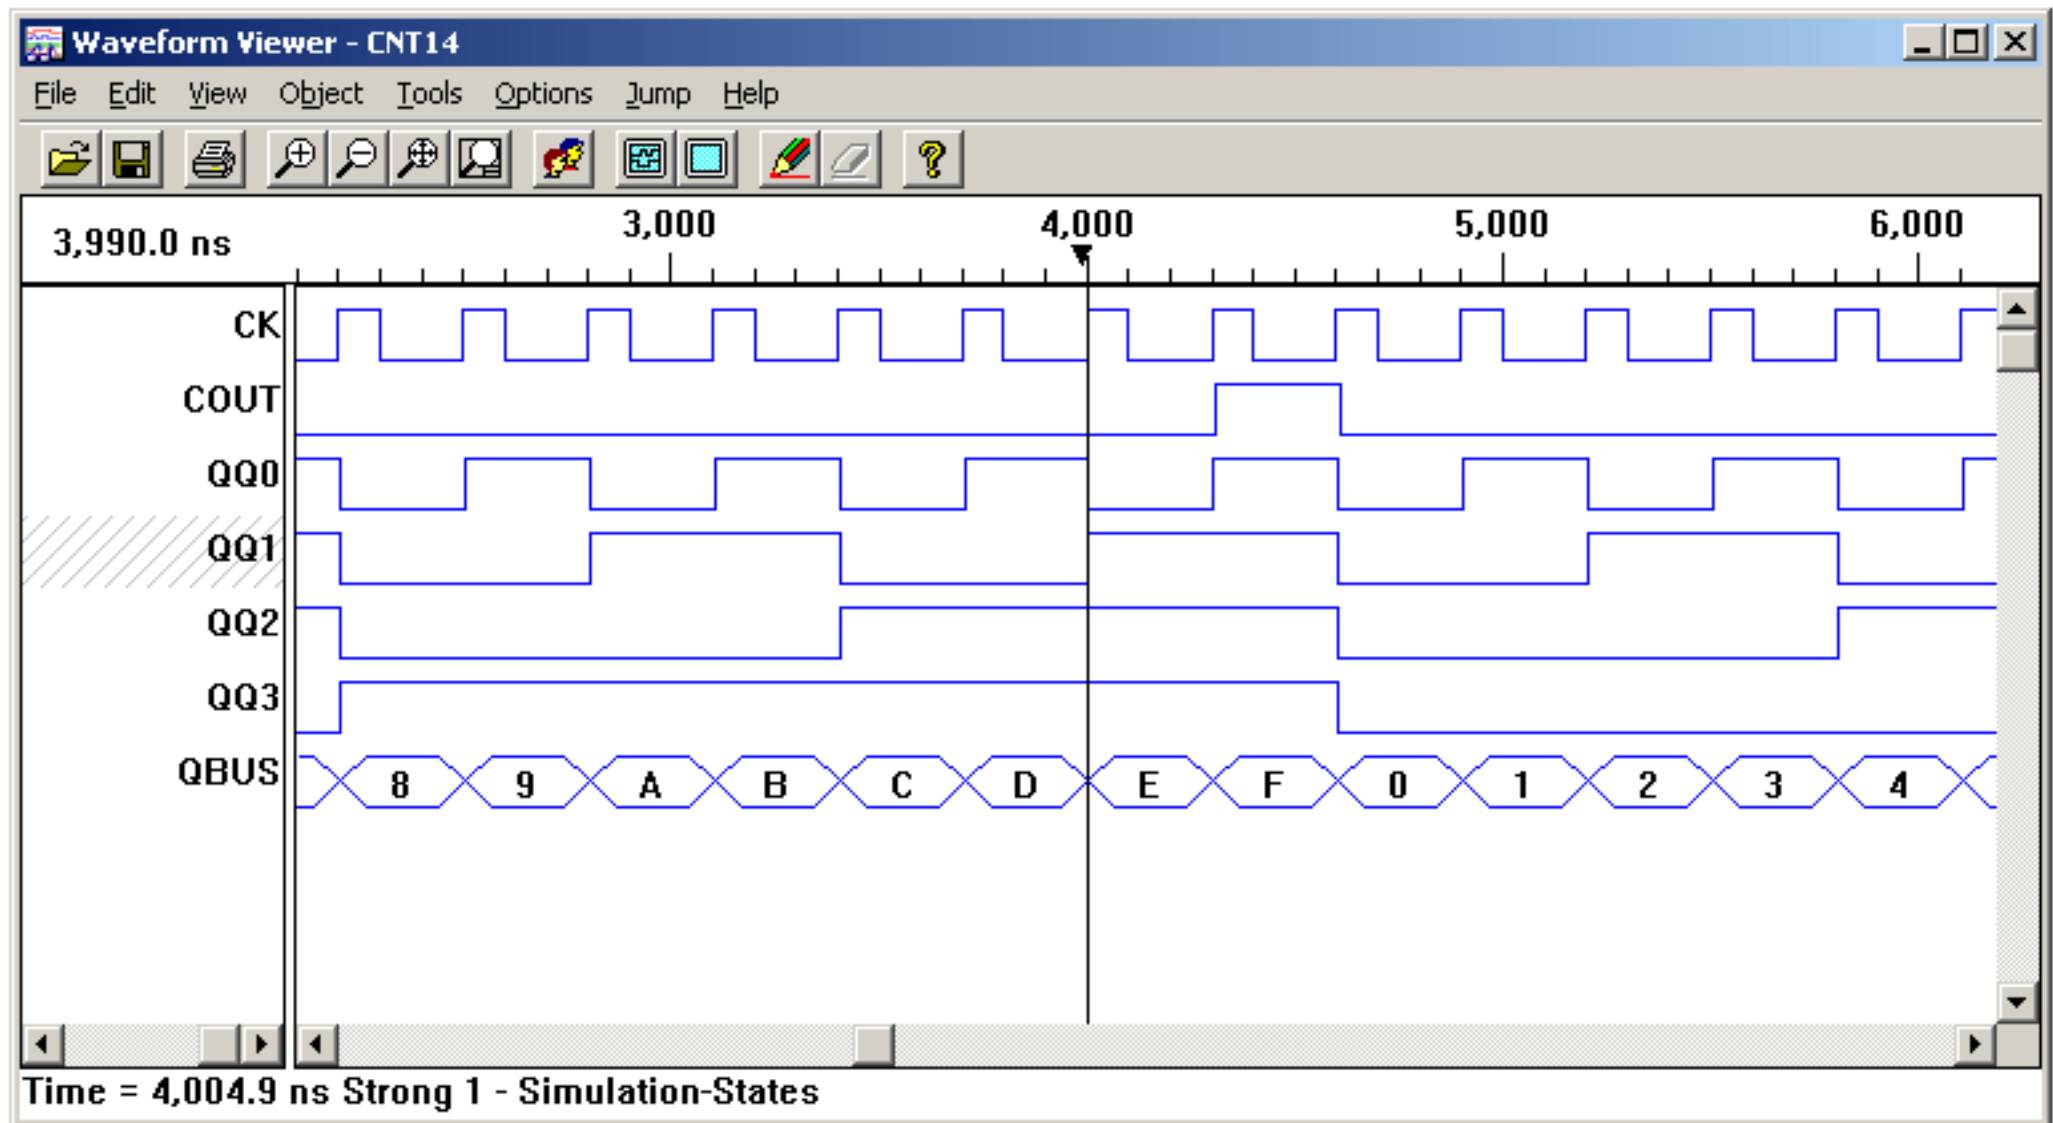 Waveform Viewer - CNT14
File Edit View Object Tools Options Jump Help
3,990.0 ns
3,000 4,000 5,000 6,000
CK
COUT
QQ0
QQ1
QQ2
QQ3
QBUS 8 9 A B C D E F 0 1 2 3 4
Time = 4,004.9 ns Strong 1 - Simulation-States